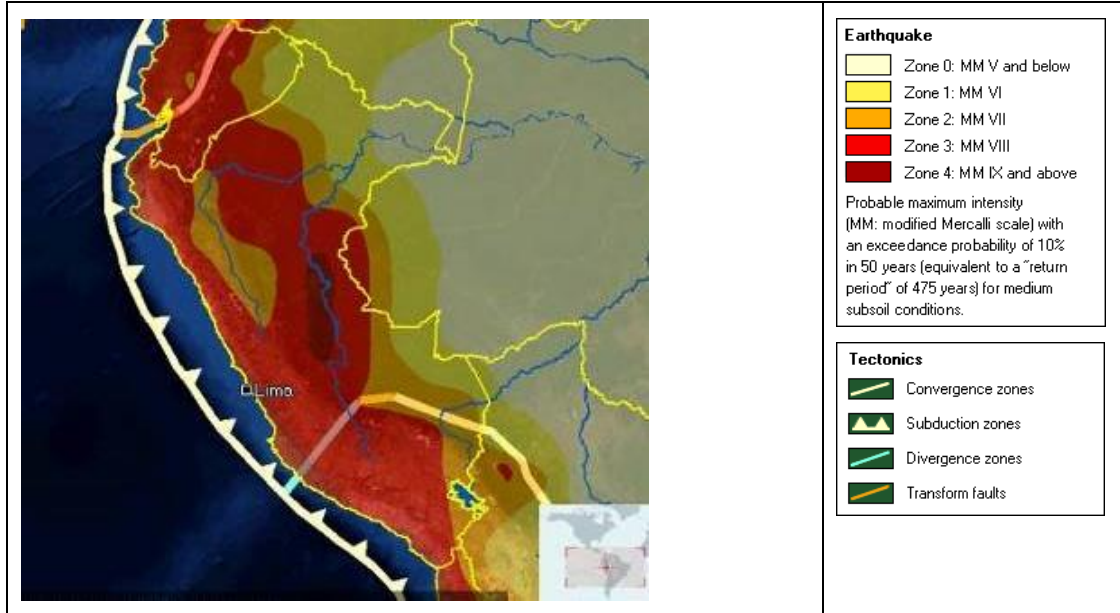 Lima
Earthquake
Zone 0: MM V and below
Zone 1: MM VI
Zone 2: MM VII
Zone 3: MM VIII
Zone 4: MM IX and above
Probable maximum intensity
(MM: modified Mercalli scale) with
an exceedance probability of 10%
in 50 years (equivalent to a "return
period" of 475 years) for medium
subsoil conditions.
Tectonics
Convergence zones
Subduction zones
Divergence zones
Transform faults